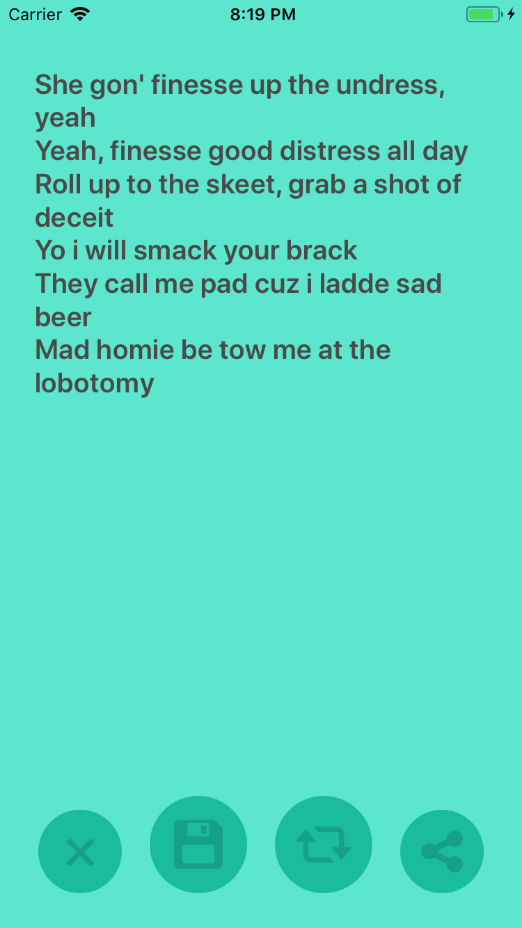 Carrier 8:19 PM
She gon' finesse up the undress,
yeah
Yeah, finesse good distress all day
Roll up to the skeet, grab a shot of
deceit
Yo i will smack your brack
They call me pad cuz i ladde sad
beer
Mad homie be tow me at the
lobotomy